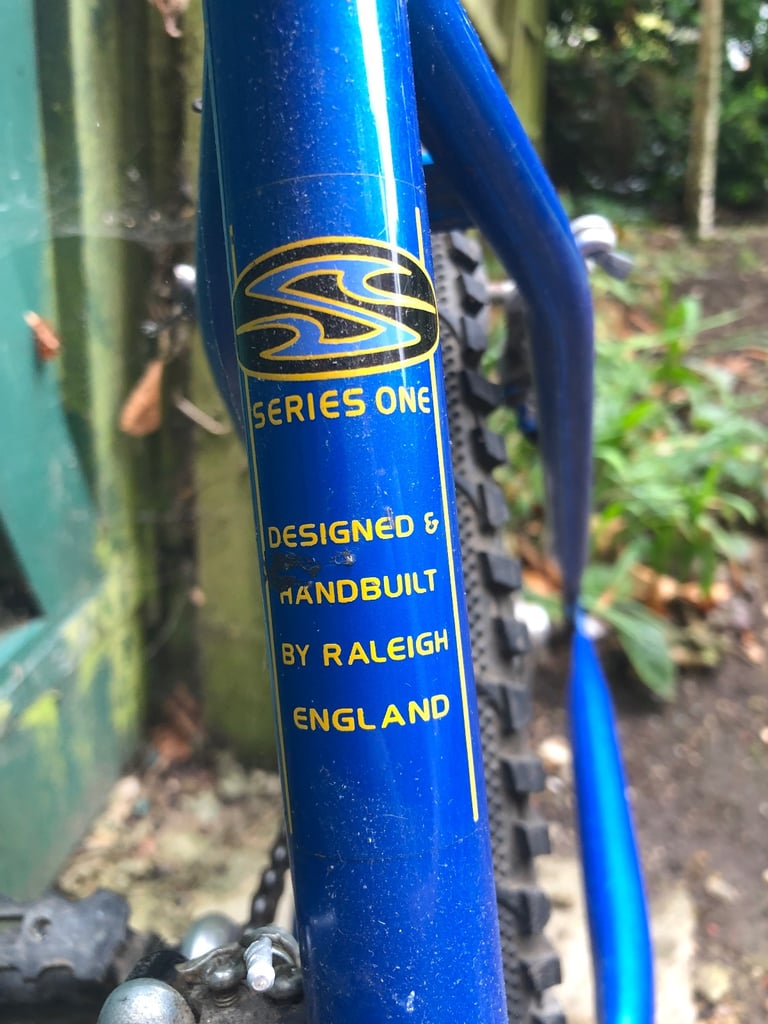 SERIES ONE
DESIGNED &
HANDBUILT
BY RALEIGH
ENGLAND